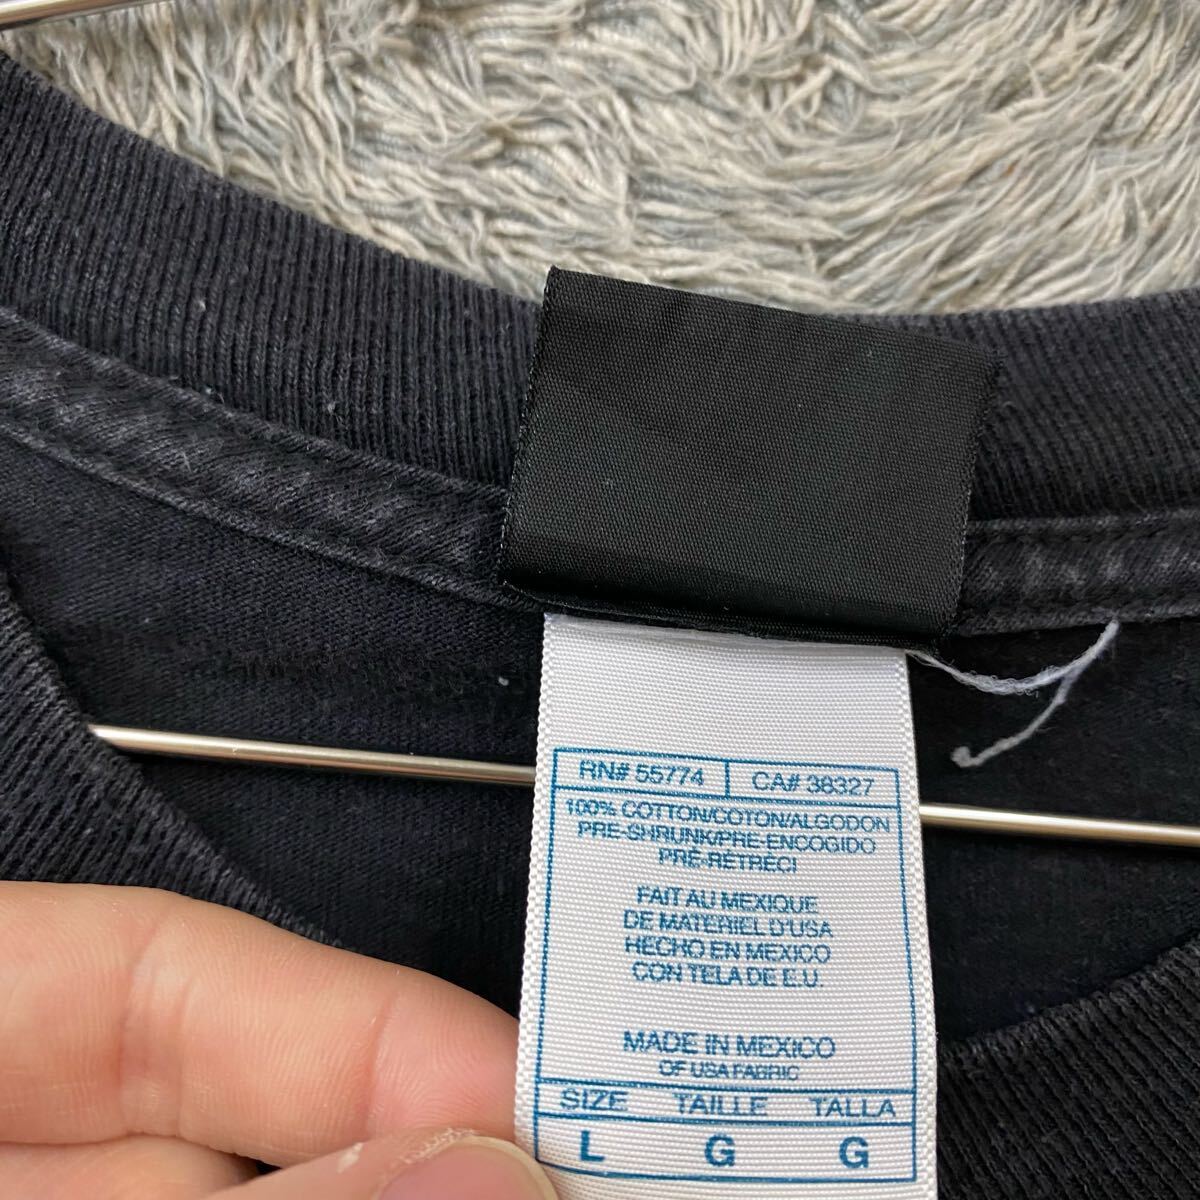 RN# 55774 CA# 38327
100% COTTON/COTON/ALGODON
PRE-SHRUNK/PRE-ENCOGIDO
PRÉ-RÉTRÉCI
FAIT AU MEXIQUE
DE MATERIEL D'USA
HECHO EN MEXICO
CON TELA DE E.U.
MADE IN MEXICO
OF USA FABRIC
SIZE TAILLE TALLA
L G G